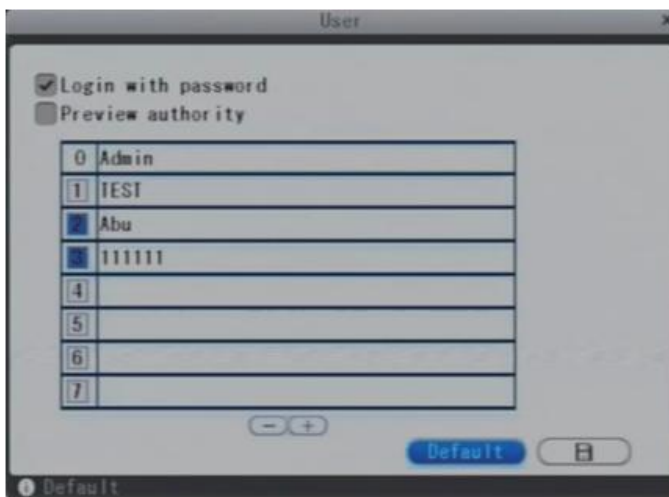 User ×
Login with password
Preview authority
0 Admin
1 TEST
2 Abu
3 111111
4
5
6
7
- +
Default
Default